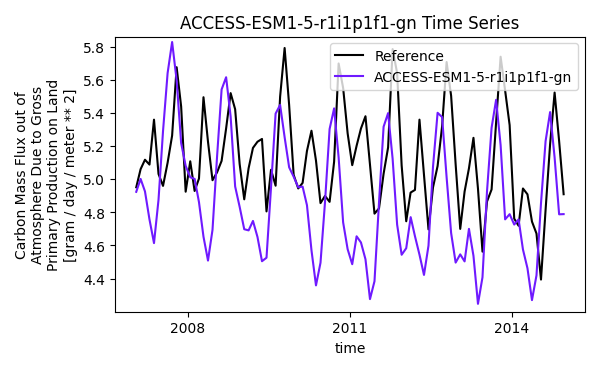 ACCESS-ESM1-5-r1i1p1f1-gn Time Series
Carbon Mass Flux out of
Atmosphere Due to Gross
Primary Production on Land
[gram / day / meter ** 2]
5.8
5.6
5.4
5.2
5.0
4.8
4.6
4.4
Reference
ACCESS-ESM1-5-r1i1p1f1-gn
2008
2011
2014
time